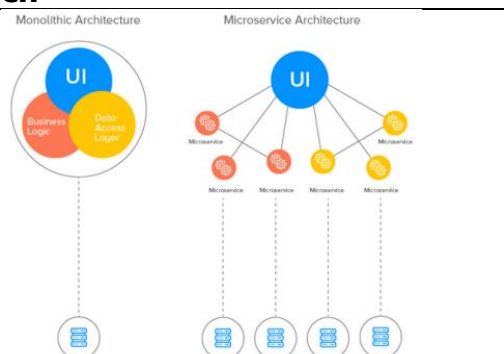 Monolithic Architecture
Microservice Architecture
UI
Business
Logic
Data
Access
Layer
UI
Microservice
Microservice
Microservice
Microservice
Microservice
Microservice